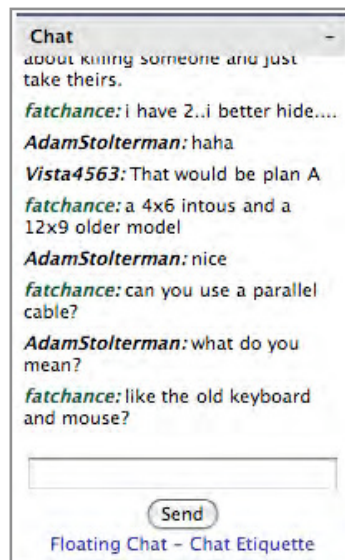 Chat –
about killing someone and just
take theirs.
fatchance: i have 2..i better hide....
AdamStolterman: haha
Vista4563: That would be plan A
fatchance: a 4x6 intous and a
12x9 older model
AdamStolterman: nice
fatchance: can you use a parallel
cable?
AdamStolterman: what do you
mean?
fatchance: like the old keyboard
and mouse?
Send
Floating Chat – Chat Etiquette